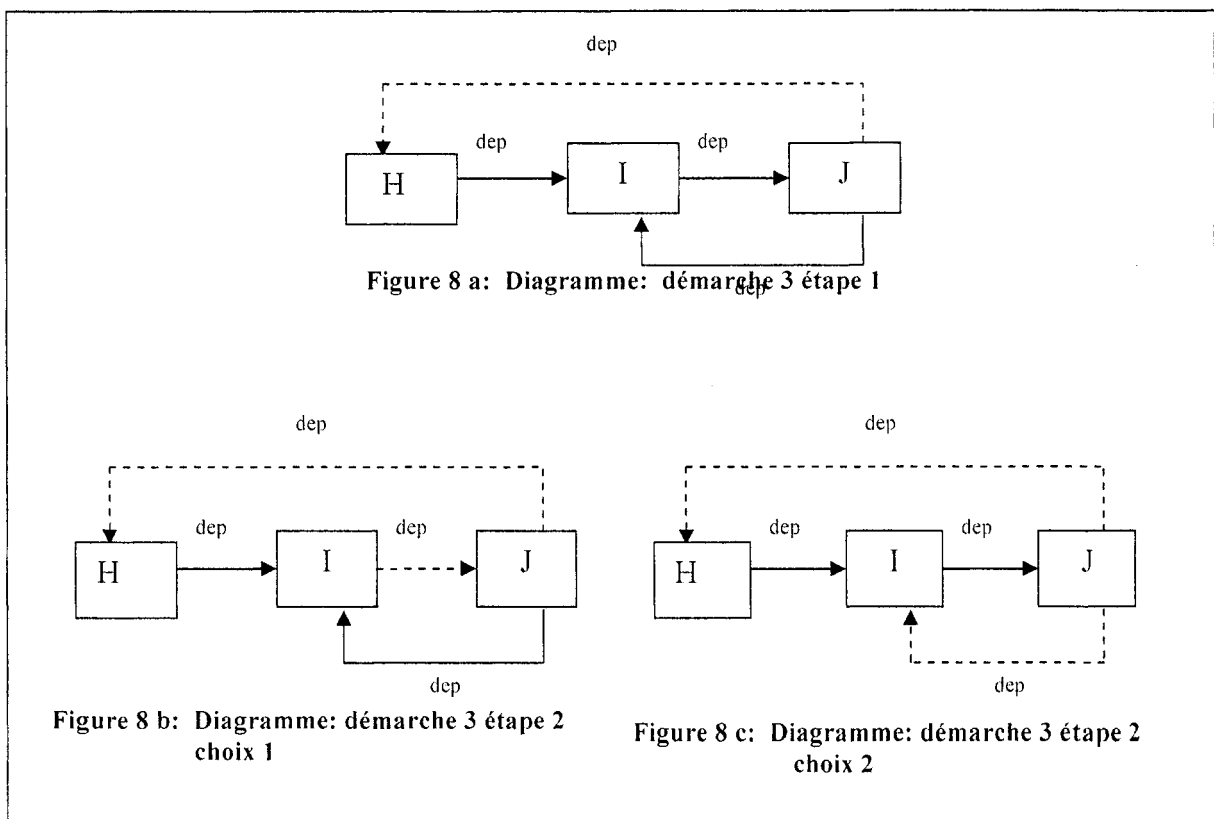 dep
dep dep
H I J
Figure 8 a: Diagramme: démarche 3 étape 1
dep
dep
dep dep
H I J
dep
Figure 8 b: Diagramme: démarche 3 étape 2
choix 1
dep
dep dep
H I J
dep
Figure 8 c: Diagramme: démarche 3 étape 2
choix 2